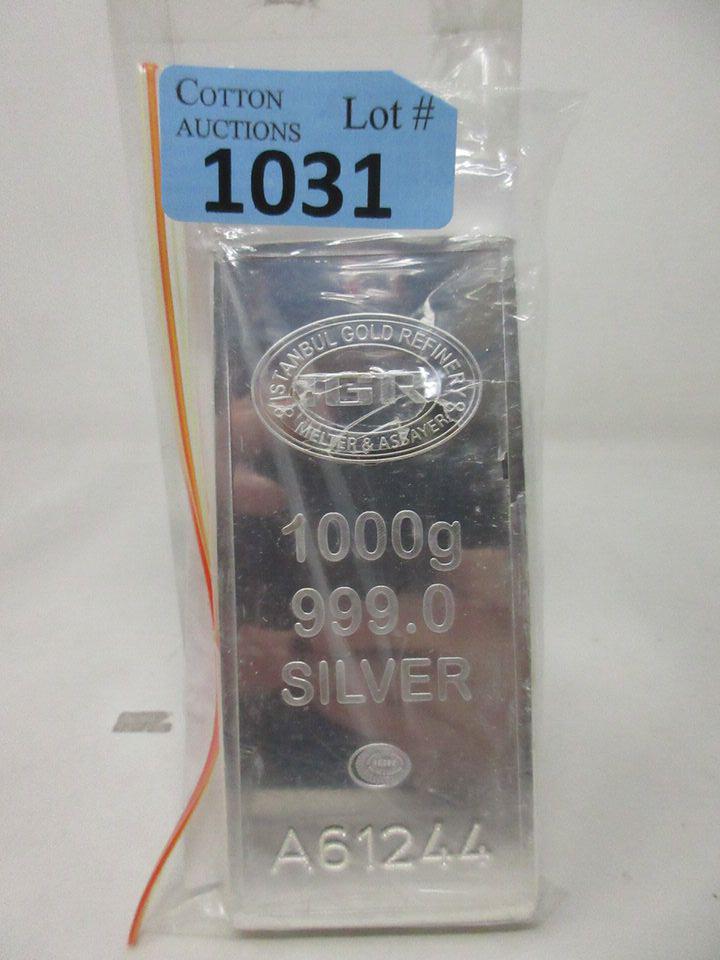 COTTON
AUCTIONS
Lot #
1031
ISTANBUL GOLD REFINERY
IGR
MELTER & ASSAYER
1000g
999.0
SILVER
A61244